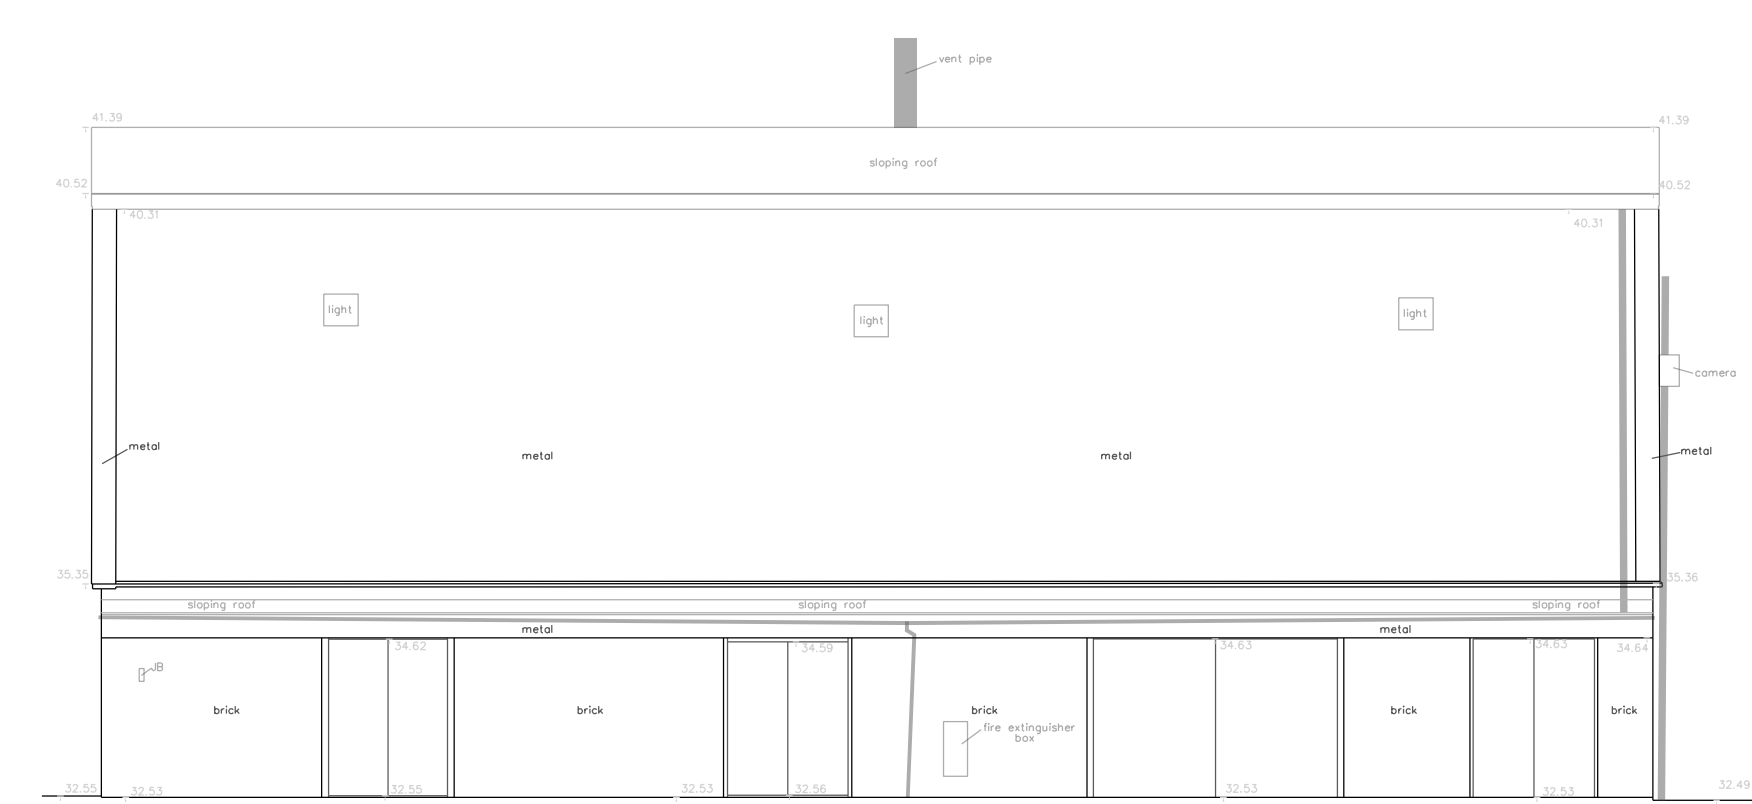 vent pipe
41.39
41.39
sloping roof
40.52
40.52
40.31
40.31
light
light
light
camera
metal
metal
metal
metal
35.35
35.36
sloping roof
sloping roof
sloping roof
metal
metal
34.62
34.59
34.63
34.63
34.64
JB
brick
brick
brick
brick
brick
fire extinguisher
box
32.55
32.53
32.55
32.53
32.56
32.53
32.53
32.49